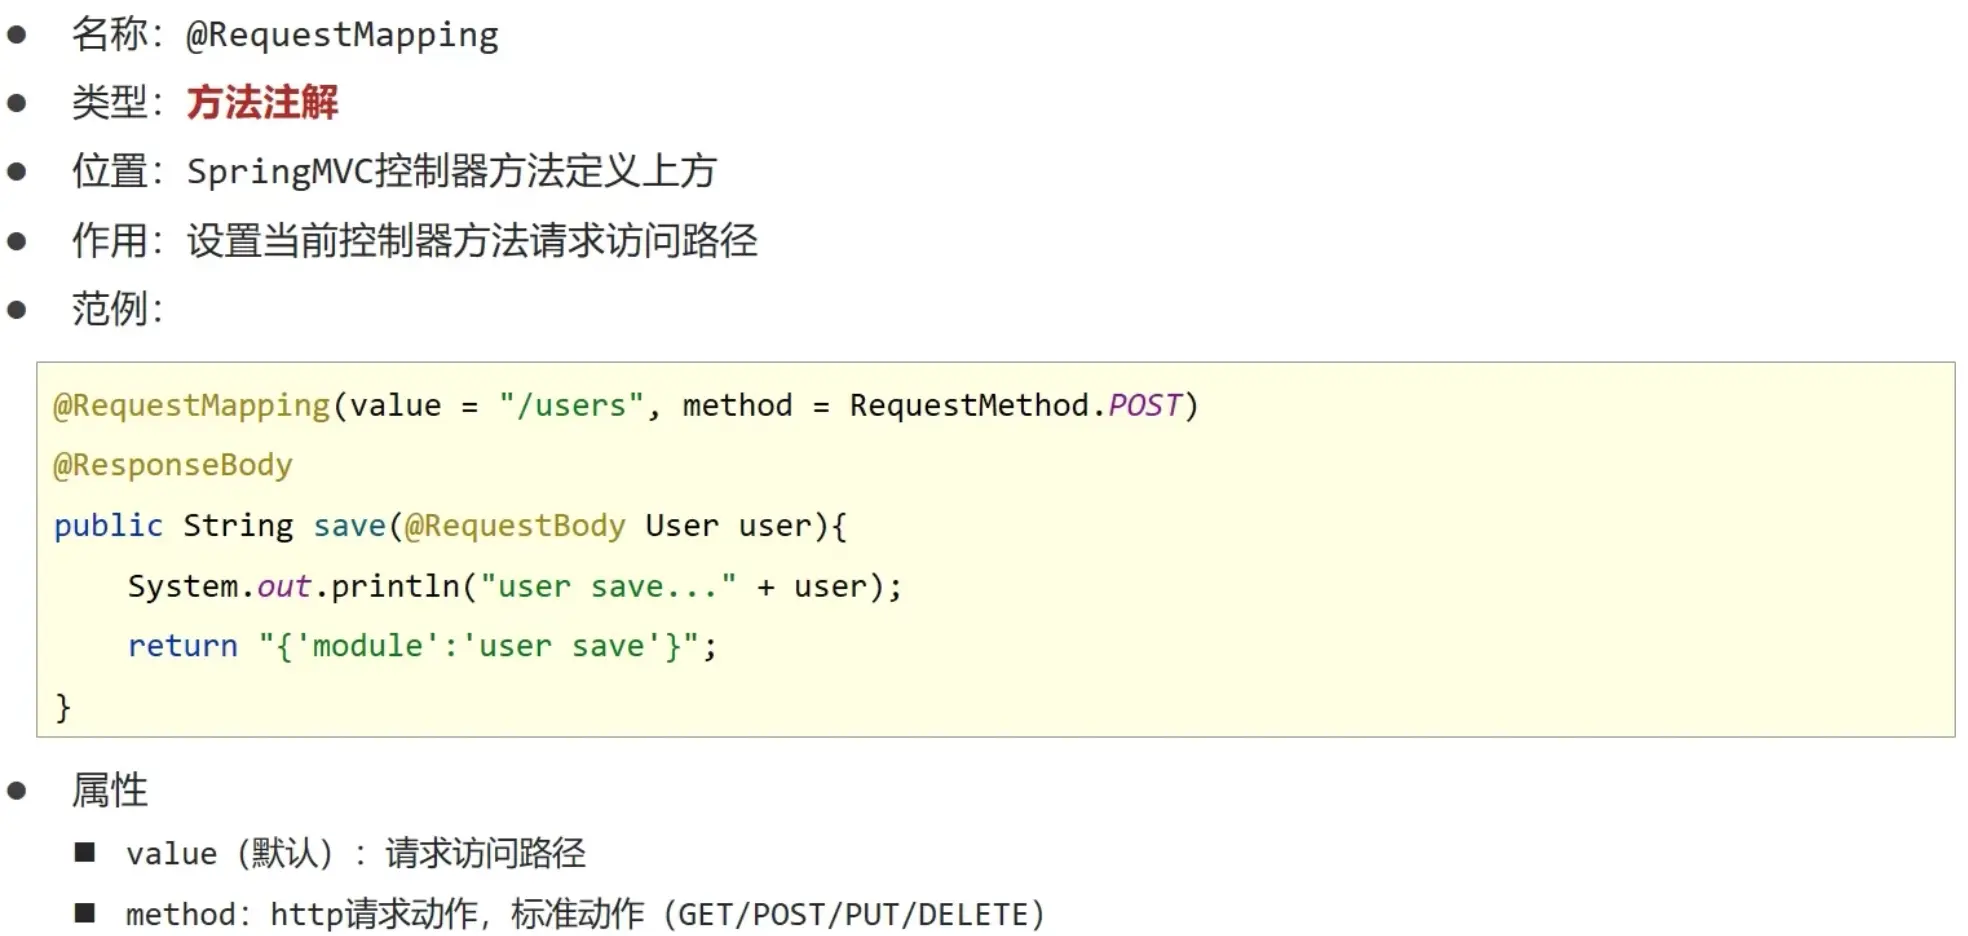 ● 名称：@RequestMapping
● 类型：方法注解
● 位置：SpringMVC控制器方法定义上方
● 作用：设置当前控制器方法请求访问路径
● 范例：
@RequestMapping(value = "/users", method = RequestMethod.POST)
@ResponseBody
public String save(@RequestBody User user){
    System.out.println("user save..." + user);
    return "{'module':'user save'}";
}
● 属性
■ value（默认）：请求访问路径
■ method：http请求动作，标准动作（GET/POST/PUT/DELETE）